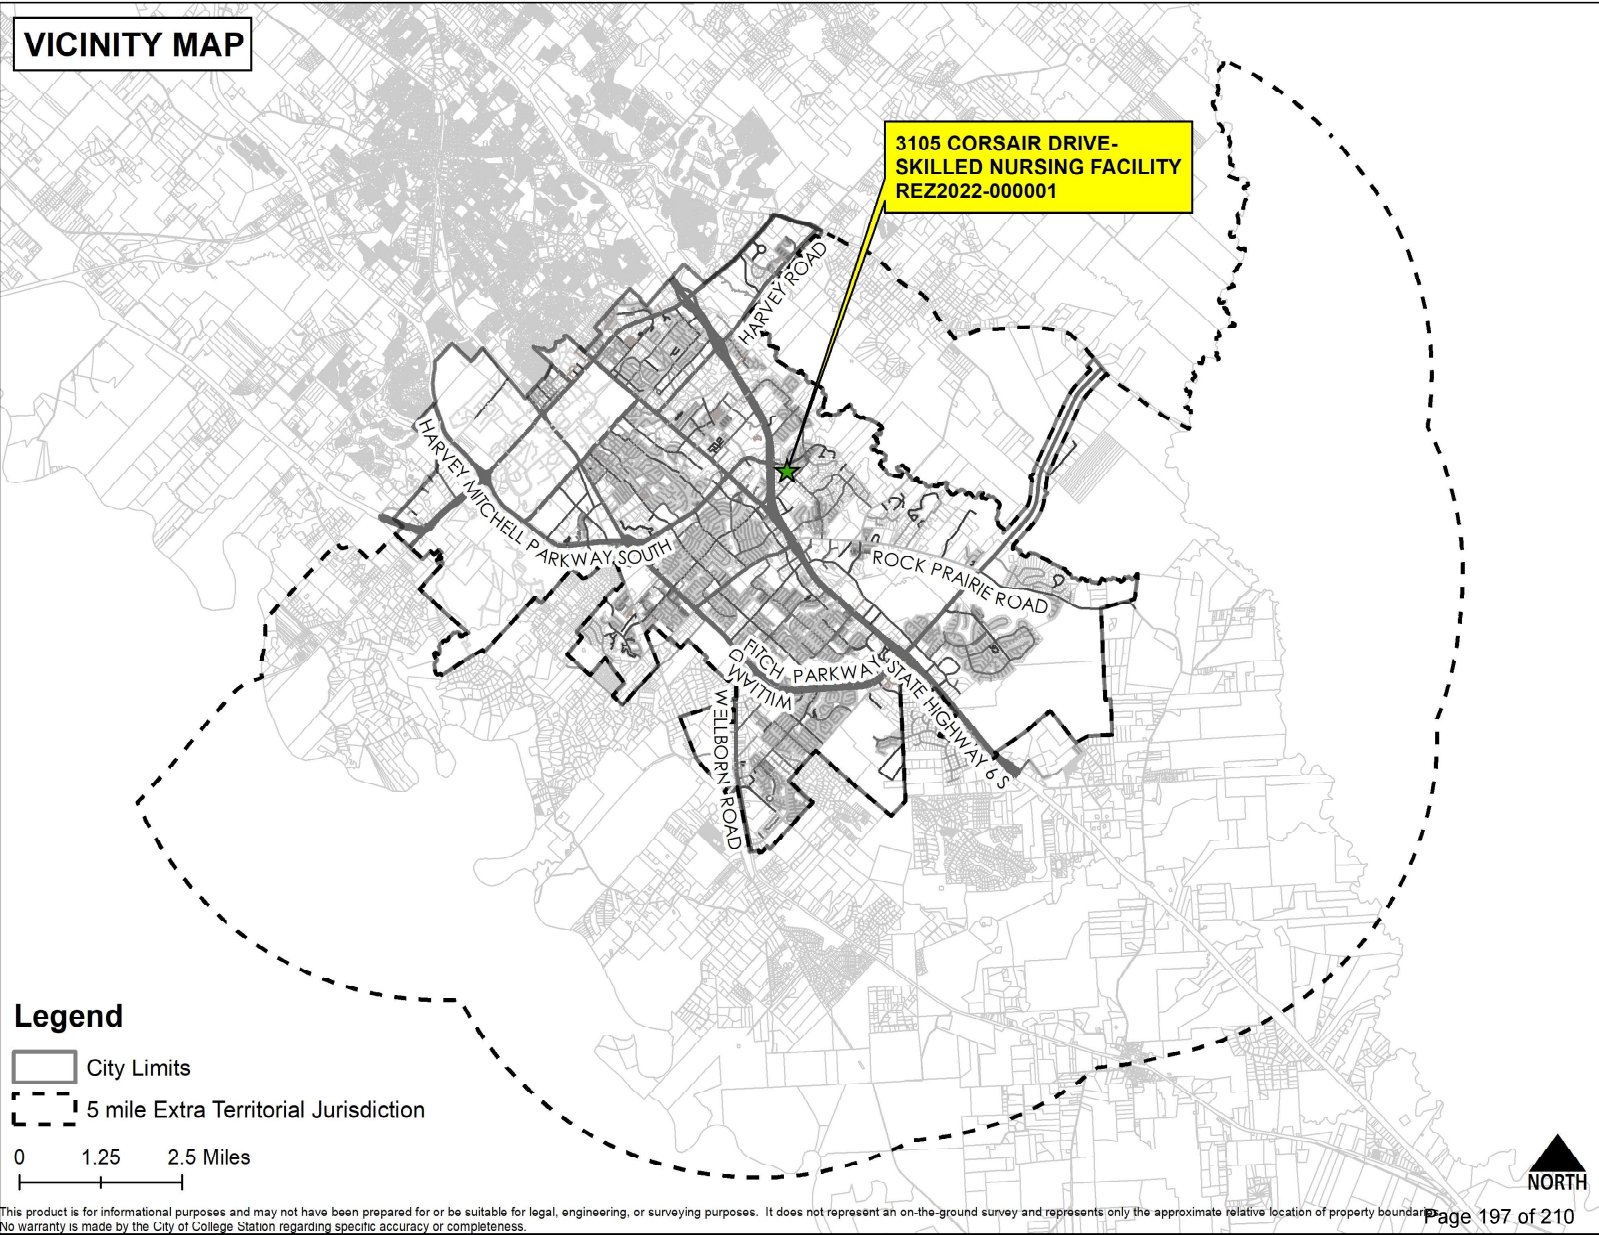 VICINITY MAP
3105 CORSAIR DRIVE-
SKILLED NURSING FACILITY
REZ2022-000001
HARVEY ROAD
HARVEY MITCHELL PARKWAY SOUTH
ROCK PRAIRIE ROAD
WILLIAM D
FITCH PARKWAY
STATE HIGHWAY 6 S
WELLBORN ROAD
Legend
City Limits
5 mile Extra Territorial Jurisdiction
0 1.25 2.5 Miles
NORTH
This product is for informational purposes and may not have been prepared for or be suitable for legal, engineering, or surveying purposes. It does not represent an on-the-ground survey and represents only the approximate relative location of property boundaries.
No warranty is made by the City of College Station regarding specific accuracy or completeness.
Page 197 of 210